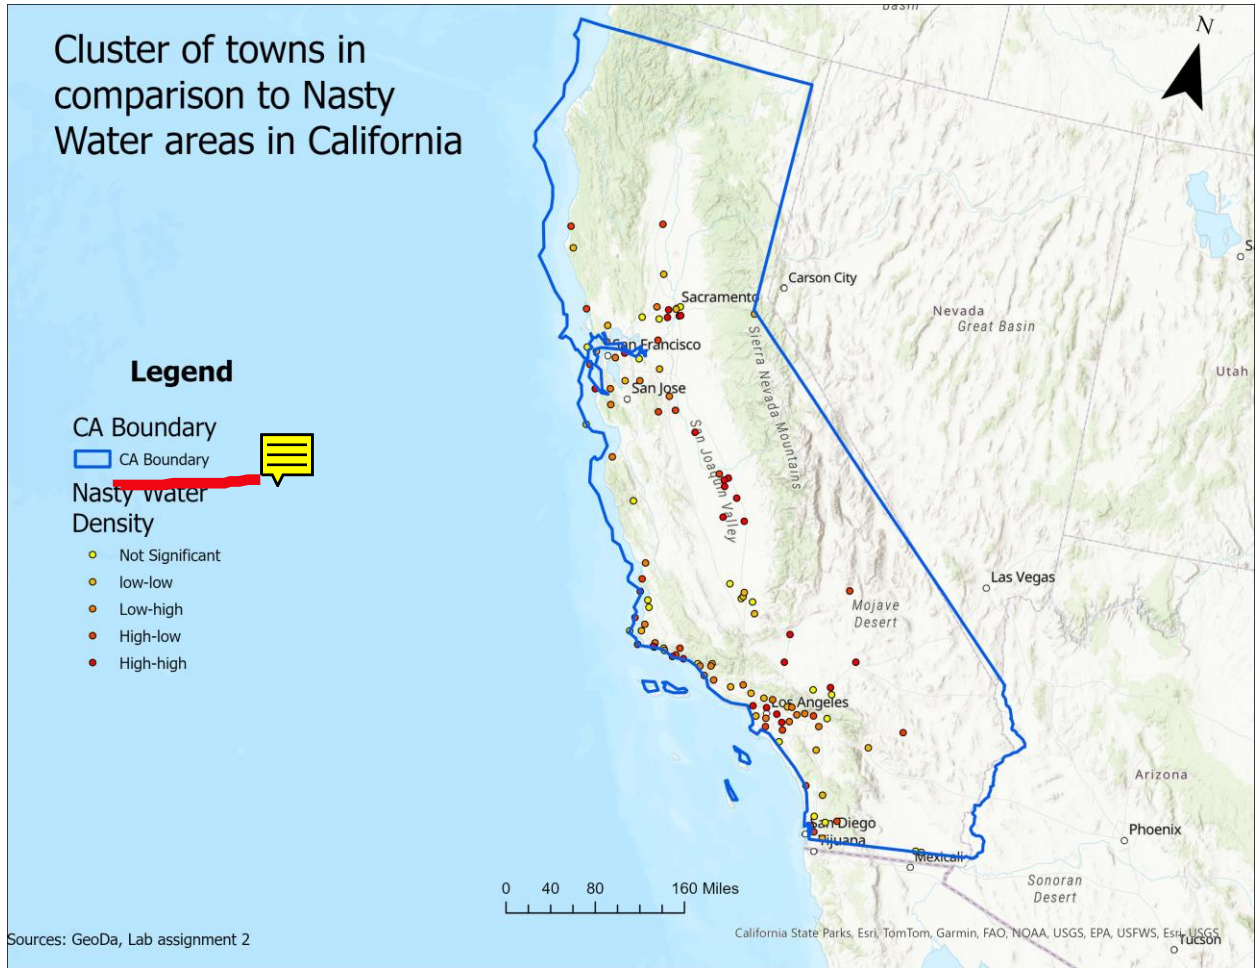 Basin
N
Cluster of towns in
comparison to Nasty
Water areas in California
Carson City
Sacramento
Nevada
Great Basin
San Francisco
Sierra Nevada Mountains
Utah
Legend
San Jose
CA Boundary
CA Boundary
San Joaquin Valley
Nasty Water
Density
Not Significant
low-low
Low-high
High-low
High-high
Las Vegas
Mojave
Desert
Los Angeles
Arizona
San Diego
Phoenix
Tijuana
Mexicali
Sonoran
Desert
0 40 80 160 Miles
Sources: GeoDa, Lab assignment 2
California State Parks, Esri, TomTom, Garmin, FAO, NOAA, USGS, EPA, USFWS, Esri, USGS
Tucson